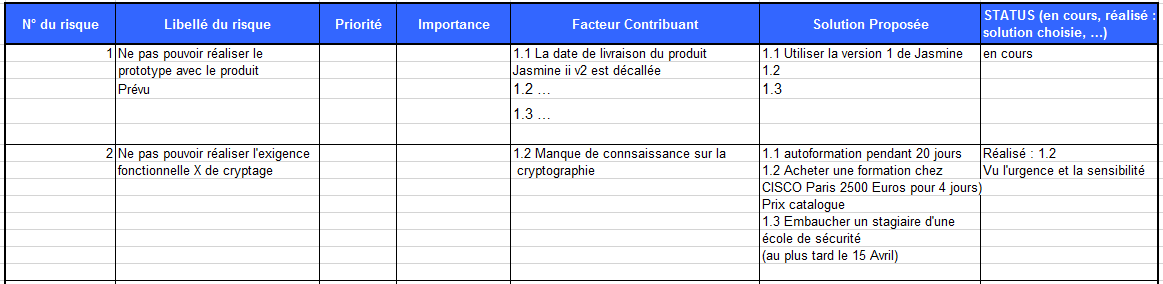 N° du risque Libellé du risque Priorité Importance Facteur Contribuant Solution Proposée STATUS (en cours, réalisé :
solution choisie, ...)
1 Ne pas pouvoir réaliser le 1.1 La date de livraison du produit 1.1 Utiliser la version 1 de Jasmine en cours
prototype avec le produit Jasmine ii v2 est décallée 1.2
Prévu 1.2 ... 1.3
1.3 ...
2 Ne pas pouvoir réaliser l'exigence 1.2 Manque de connsaissance sur la 1.1 autoformation pendant 20 jours Réalisé : 1.2
fonctionnelle X de cryptage cryptographie 1.2 Acheter une formation chez Vu l'urgence et la sensibilité
CISCO Paris 2500 Euros pour 4 jours)
Prix catalogue
1.3 Embaucher un stagiaire d'une
école de sécurité
(au plus tard le 15 Avril)